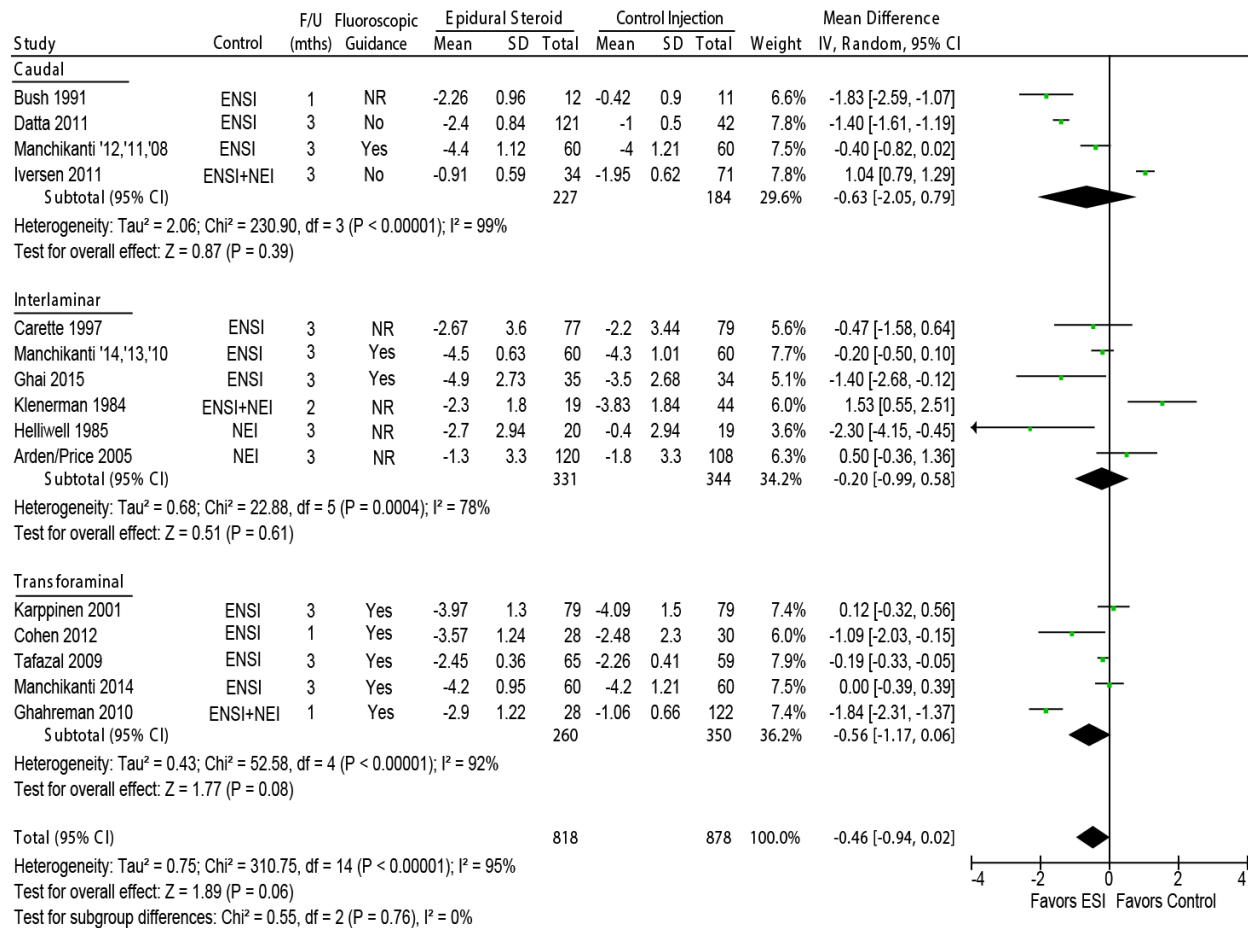 F/U Fluoroscopic Epidural Steroid Control Injection Mean Difference
Study Control (mths) Guidance Mean SD Total Mean SD Total Weight IV, Random, 95% CI
Caudal
Bush 1991 ENSI 1 NR -2.26 0.96 12 -0.42 0.9 11 6.6% -1.83 [-2.59, -1.07]
Datta 2011 ENSI 3 No -2.4 0.84 121 -1 0.5 42 7.8% -1.40 [-1.61, -1.19]
Manchikanti '12,'11,'08 ENSI 3 Yes -4.4 1.12 60 -4 1.21 60 7.5% -0.40 [-0.82, 0.02]
Iversen 2011 ENSI+NEI 3 No -0.91 0.59 34 -1.95 0.62 71 7.8% 1.04 [0.79, 1.29]
Subtotal (95% CI) 227 184 29.6% -0.63 [-2.05, 0.79]
Heterogeneity: Tau² = 2.06; Chi² = 230.90, df = 3 (P < 0.00001); I² = 99%
Test for overall effect: Z = 0.87 (P = 0.39)
Interlaminar
Carette 1997 ENSI 3 NR -2.67 3.6 77 -2.2 3.44 79 5.6% -0.47 [-1.58, 0.64]
Manchikanti '14,'13,'10 ENSI 3 Yes -4.5 0.63 60 -4.3 1.01 60 7.7% -0.20 [-0.50, 0.10]
Ghai 2015 ENSI 3 Yes -4.9 2.73 35 -3.5 2.68 34 5.1% -1.40 [-2.68, -0.12]
Klenerman 1984 ENSI+NEI 2 NR -2.3 1.8 19 -3.83 1.84 44 6.0% 1.53 [0.55, 2.51]
Helliwell 1985 NEI 3 NR -2.7 2.94 20 -0.4 2.94 19 3.6% -2.30 [-4.15, -0.45]
Arden/Price 2005 NEI 3 NR -1.3 3.3 120 -1.8 3.3 108 6.3% 0.50 [-0.36, 1.36]
Subtotal (95% CI) 331 344 34.2% -0.20 [-0.99, 0.58]
Heterogeneity: Tau² = 0.68; Chi² = 22.88, df = 5 (P = 0.0004); I² = 78%
Test for overall effect: Z = 0.51 (P = 0.61)
Transforaminal
Karppinen 2001 ENSI 3 Yes -3.97 1.3 79 -4.09 1.5 79 7.4% 0.12 [-0.32, 0.56]
Cohen 2012 ENSI 1 Yes -3.57 1.24 28 -2.48 2.3 30 6.0% -1.09 [-2.03, -0.15]
Tafazal 2009 ENSI 3 Yes -2.45 0.36 65 -2.26 0.41 59 7.9% -0.19 [-0.33, -0.05]
Manchikanti 2014 ENSI 3 Yes -4.2 0.95 60 -4.2 1.21 60 7.5% 0.00 [-0.39, 0.39]
Ghahreman 2010 ENSI+NEI 1 Yes -2.9 1.22 28 -1.06 0.66 122 7.4% -1.84 [-2.31, -1.37]
Subtotal (95% CI) 260 350 36.2% -0.56 [-1.17, 0.06]
Heterogeneity: Tau² = 0.43; Chi² = 52.58, df = 4 (P < 0.00001); I² = 92%
Test for overall effect: Z = 1.77 (P = 0.08)
Total (95% CI) 818 878 100.0% -0.46 [-0.94, 0.02]
Heterogeneity: Tau² = 0.75; Chi² = 310.75, df = 14 (P < 0.00001); I² = 95%
Test for overall effect: Z = 1.89 (P = 0.06)
Test for subgroup differences: Chi² = 0.55, df = 2 (P = 0.76), I² = 0%
-4 -2 0 2 4
Favors ESI Favors Control